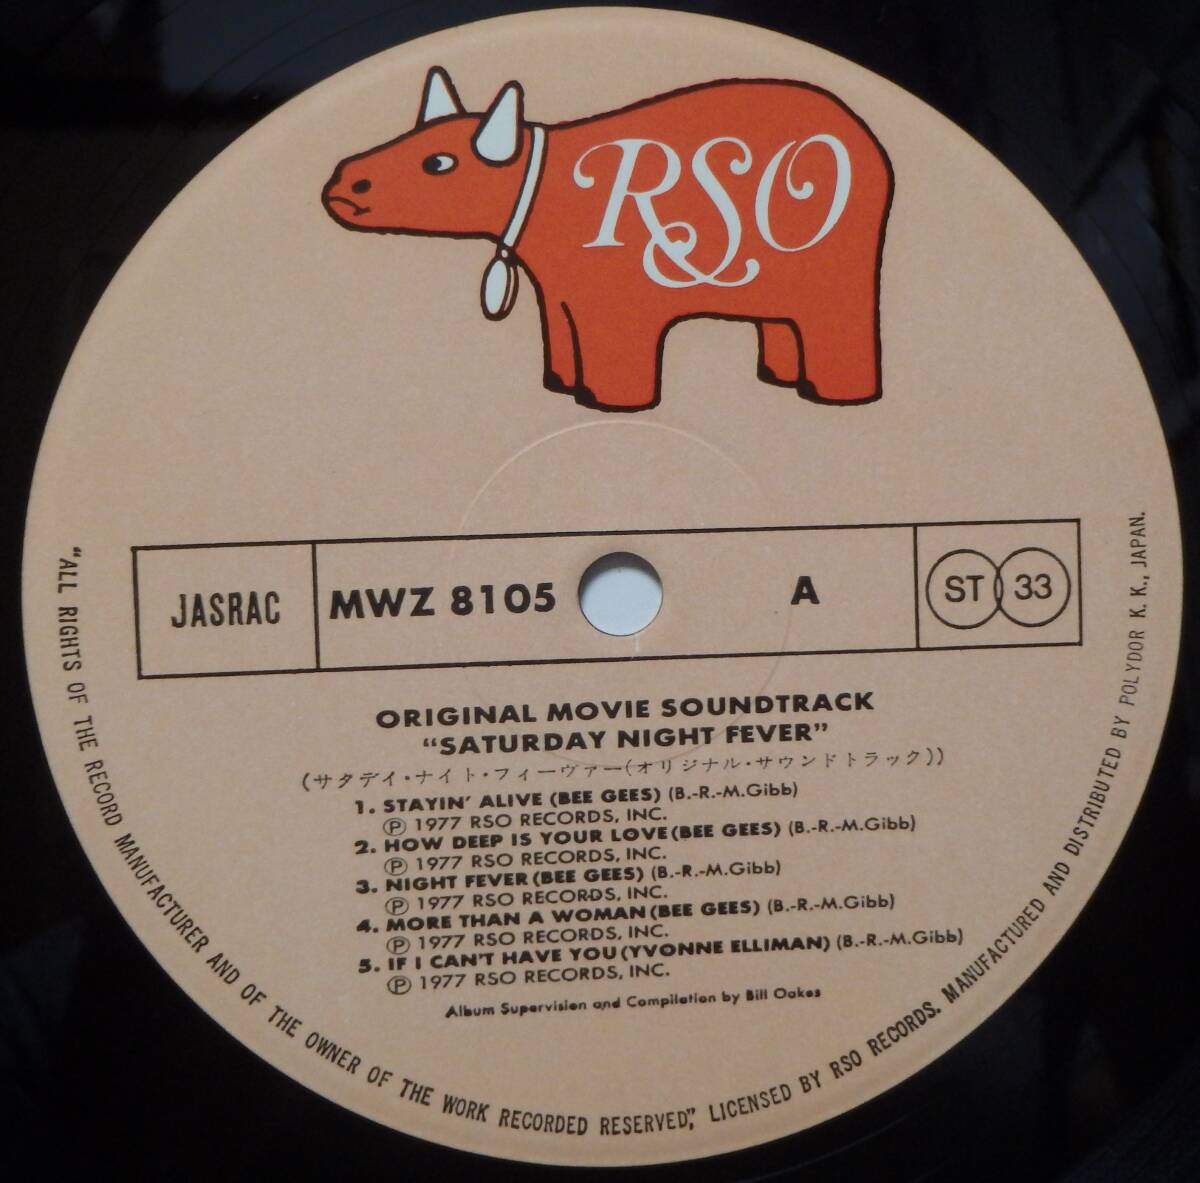 RSO
JASRAC
MWZ 8105
A
ST 33
ORIGINAL MOVIE SOUNDTRACK
“SATURDAY NIGHT FEVER”
(サタデイ・ナイト・フィーヴァー(オリジナル・サウンドトラック))
1. STAYIN’ ALIVE (BEE GEES) (B.-R.-M.Gibb)
Ⓟ 1977 RSO RECORDS, INC.
2. HOW DEEP IS YOUR LOVE (BEE GEES) (B.-R.-M.Gibb)
Ⓟ 1977 RSO RECORDS, INC.
3. NIGHT FEVER (BEE GEES) (B.-R.-M.Gibb)
Ⓟ 1977 RSO RECORDS, INC.
4. MORE THAN A WOMAN (BEE GEES) (B.-R.-M.Gibb)
Ⓟ 1977 RSO RECORDS, INC.
5. IF I CAN’T HAVE YOU (YVONNE ELLIMAN) (B.-R.-M.Gibb)
Ⓟ 1977 RSO RECORDS, INC.
Album Supervision and Compilation by Bill Oakes
“ALL RIGHTS OF THE RECORD MANUFACTURER AND OF THE OWNER OF THE WORK RECORDED RESERVED”, LICENSED BY RSO RECORDS. MANUFACTURED AND DISTRIBUTED BY POLYDOR K. K., JAPAN.